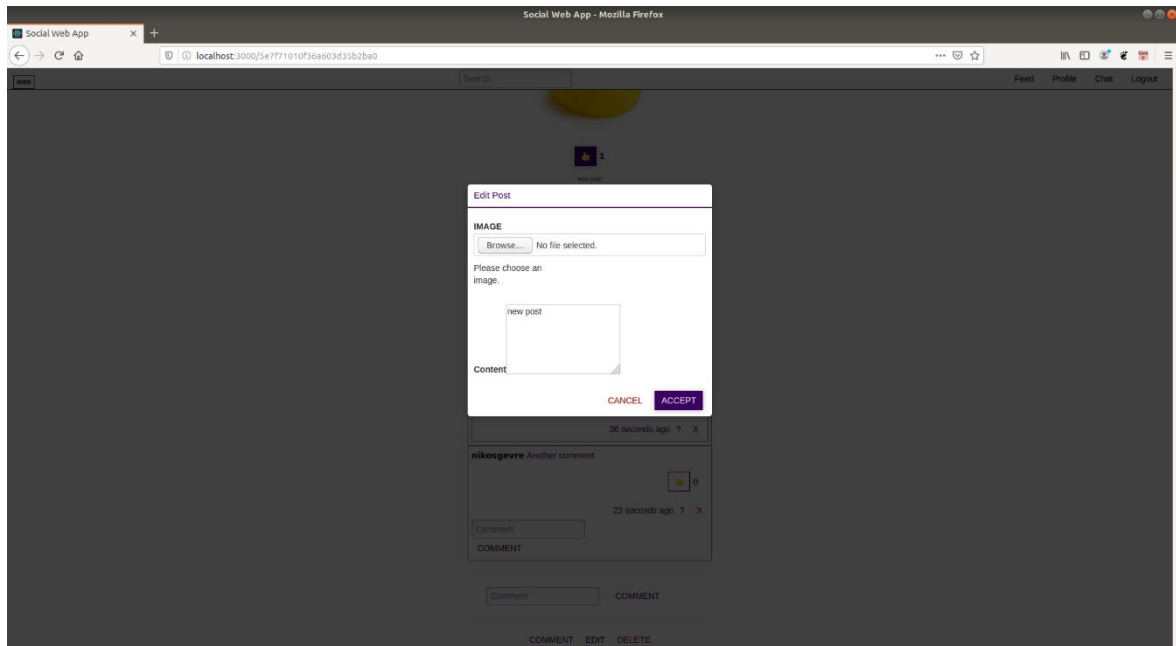 Social Web App - Mozilla Firefox
Social Web App
localhost:3000/5e7f71010f36a603d35b2ba0
Search...
Feed Profile Chat Logout
1
new post
Edit Post
IMAGE
Browse... No file selected.
Please choose an
image.
new post
Content
CANCEL ACCEPT
36 seconds ago ? X
nikosgevre Another comment
0
23 seconds ago ? X
Comment
COMMENT
Comment COMMENT
COMMENT EDIT DELETE